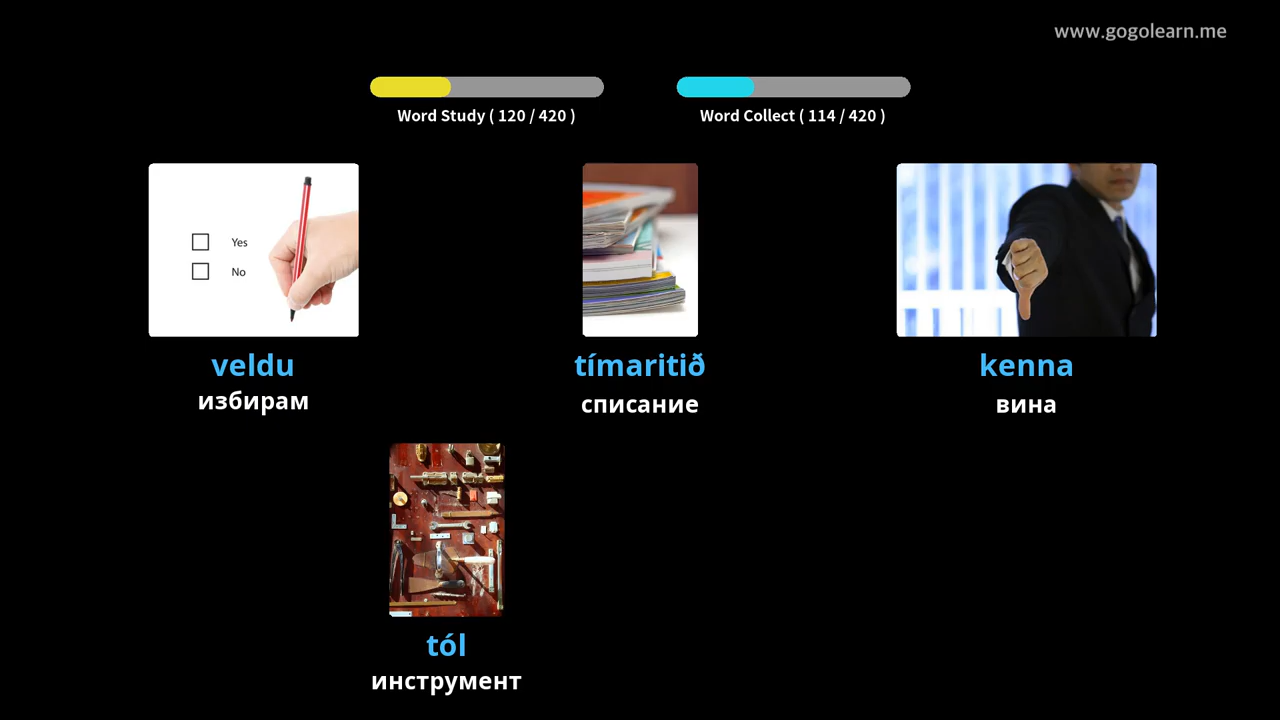 www.gogolearn.me
Word Study ( 120 / 420 )
Word Collect ( 114 / 420 )
Yes
No
veldu
избирам
tímaritið
списание
kenna
вина
tól
инструмент